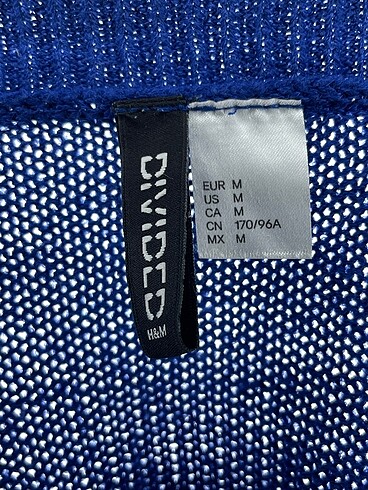 DIVIDED
H&M
EUR M
US M
CA M
CN 170/96A
MX M